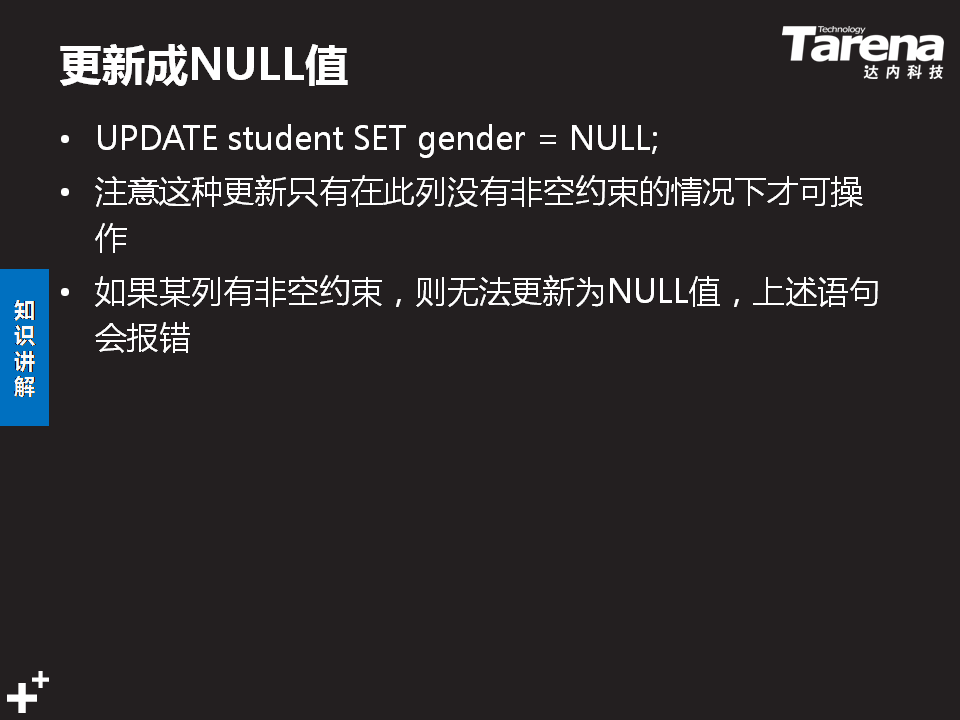 更新成NULL值
Technology
Tarena
达内科技
• UPDATE student SET gender = NULL;
• 注意这种更新只有在此列没有非空约束的情况下才可操
作
• 如果某列有非空约束，则无法更新为NULL值，上述语句
会报错
知
识
讲
解